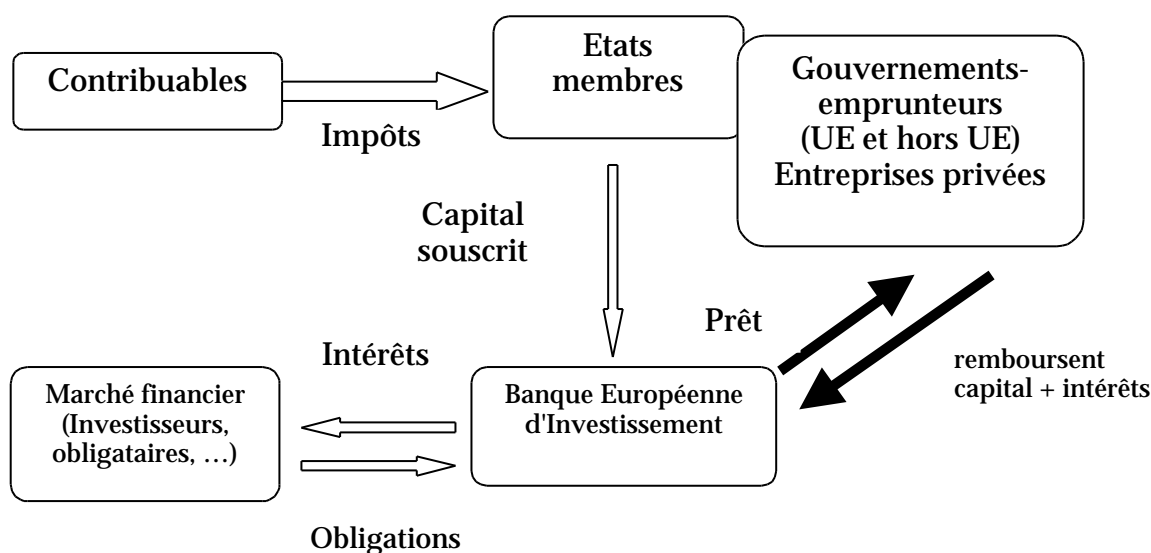 Contribuables
Impôts
Etats
membres
Gouvernements-
emprunteurs
(UE et hors UE)
Entreprises privées
Capital
souscrit
Prêt
remboursent
capital + intérêts
Intérêts
Marché financier
(Investisseurs,
obligataires, …)
Banque Européenne
d'Investissement
Obligations